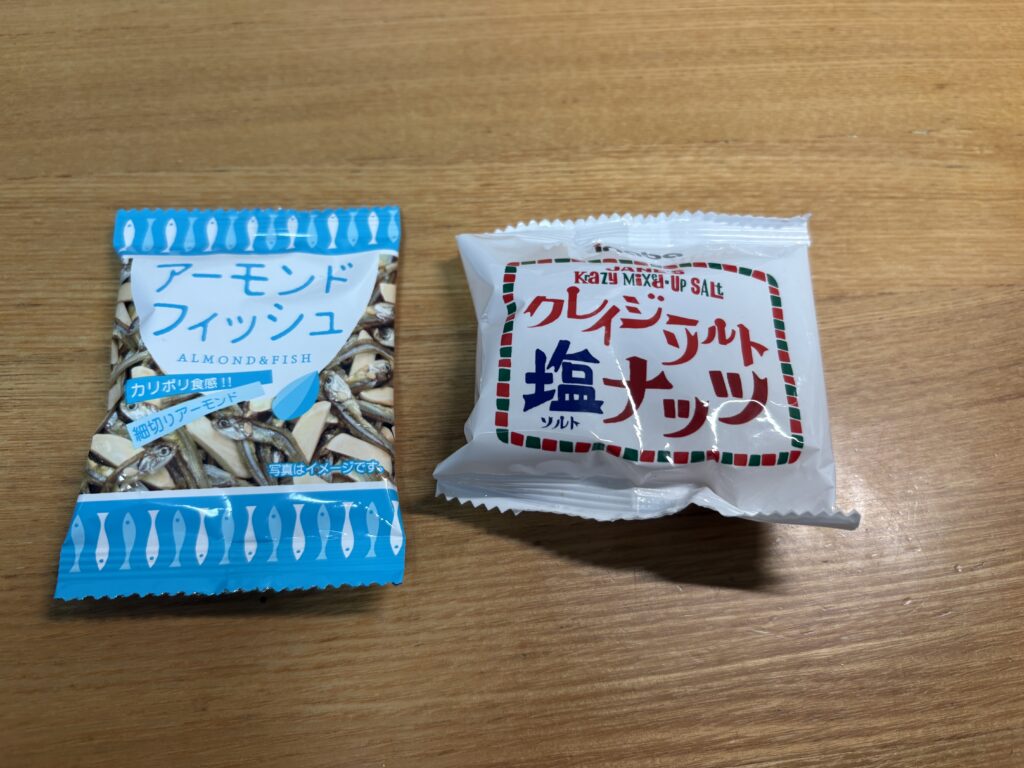 アーモンド
フィッシュ
ALMOND&FISH
カリポリ食感!!
細切りアーモンド
写真はイメージです。
JANE'S
KRAZY MIXED・UP SALT
クレイジーソルト
塩ナッツ
ソルト